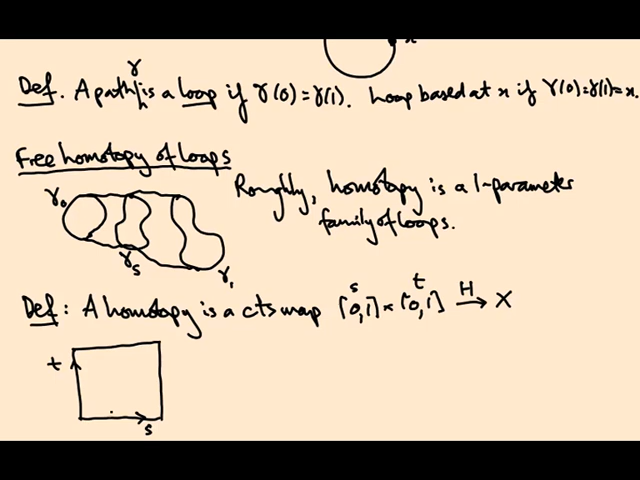 x
γ
Def. A path is a loop if γ(0)=γ(1). Loop based at x if γ(0)=γ(1)=x.
Free homotopy of loops
γ₀
γₛ
γ₁
Roughly, homotopy is a 1-parameter
family of loops.
s t
Def: A homotopy is a cts map [0,1]×[0,1] H→ X
t
s